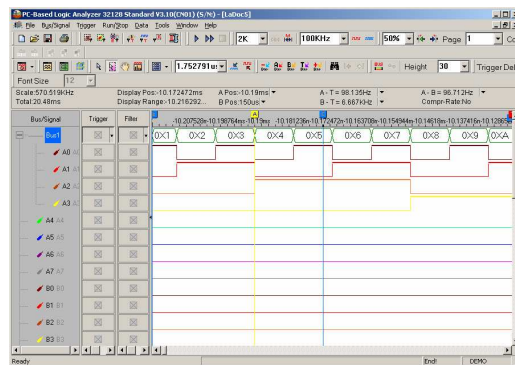 PC-Based Logic Analyzer 32128 Standard V3.10(CN01) (S/N) - [LaDoc5]
File Bus/Signal Trigger Run/Stop Data Tools Window Help
2K 100KHz 50% Page 1
1.752791us Height 30 Trigger Del
Font Size 12
Scale:570.519KHz Display Pos:-10.172472ms A Pos:-10.19ms A - T = 98.135Hz A - B = 96.712Hz
Total:20.48ms Display Range:-10.216292... B Pos:150us B - T = 6.667KHz Compr-Rate:No
Bus/Signal Trigger Filter
Bus1 0X1 0X2 0X3 0X4 0X5 0X6 0X7 0X8 0X9 0XA
A0 A0
A1 A1
A2 A2
A3 A3
A4 A4
A5 A5
A6 A6
A7 A7
B0 B0
B1 B1
B2 B2
B3 B3
Ready End! DEMO